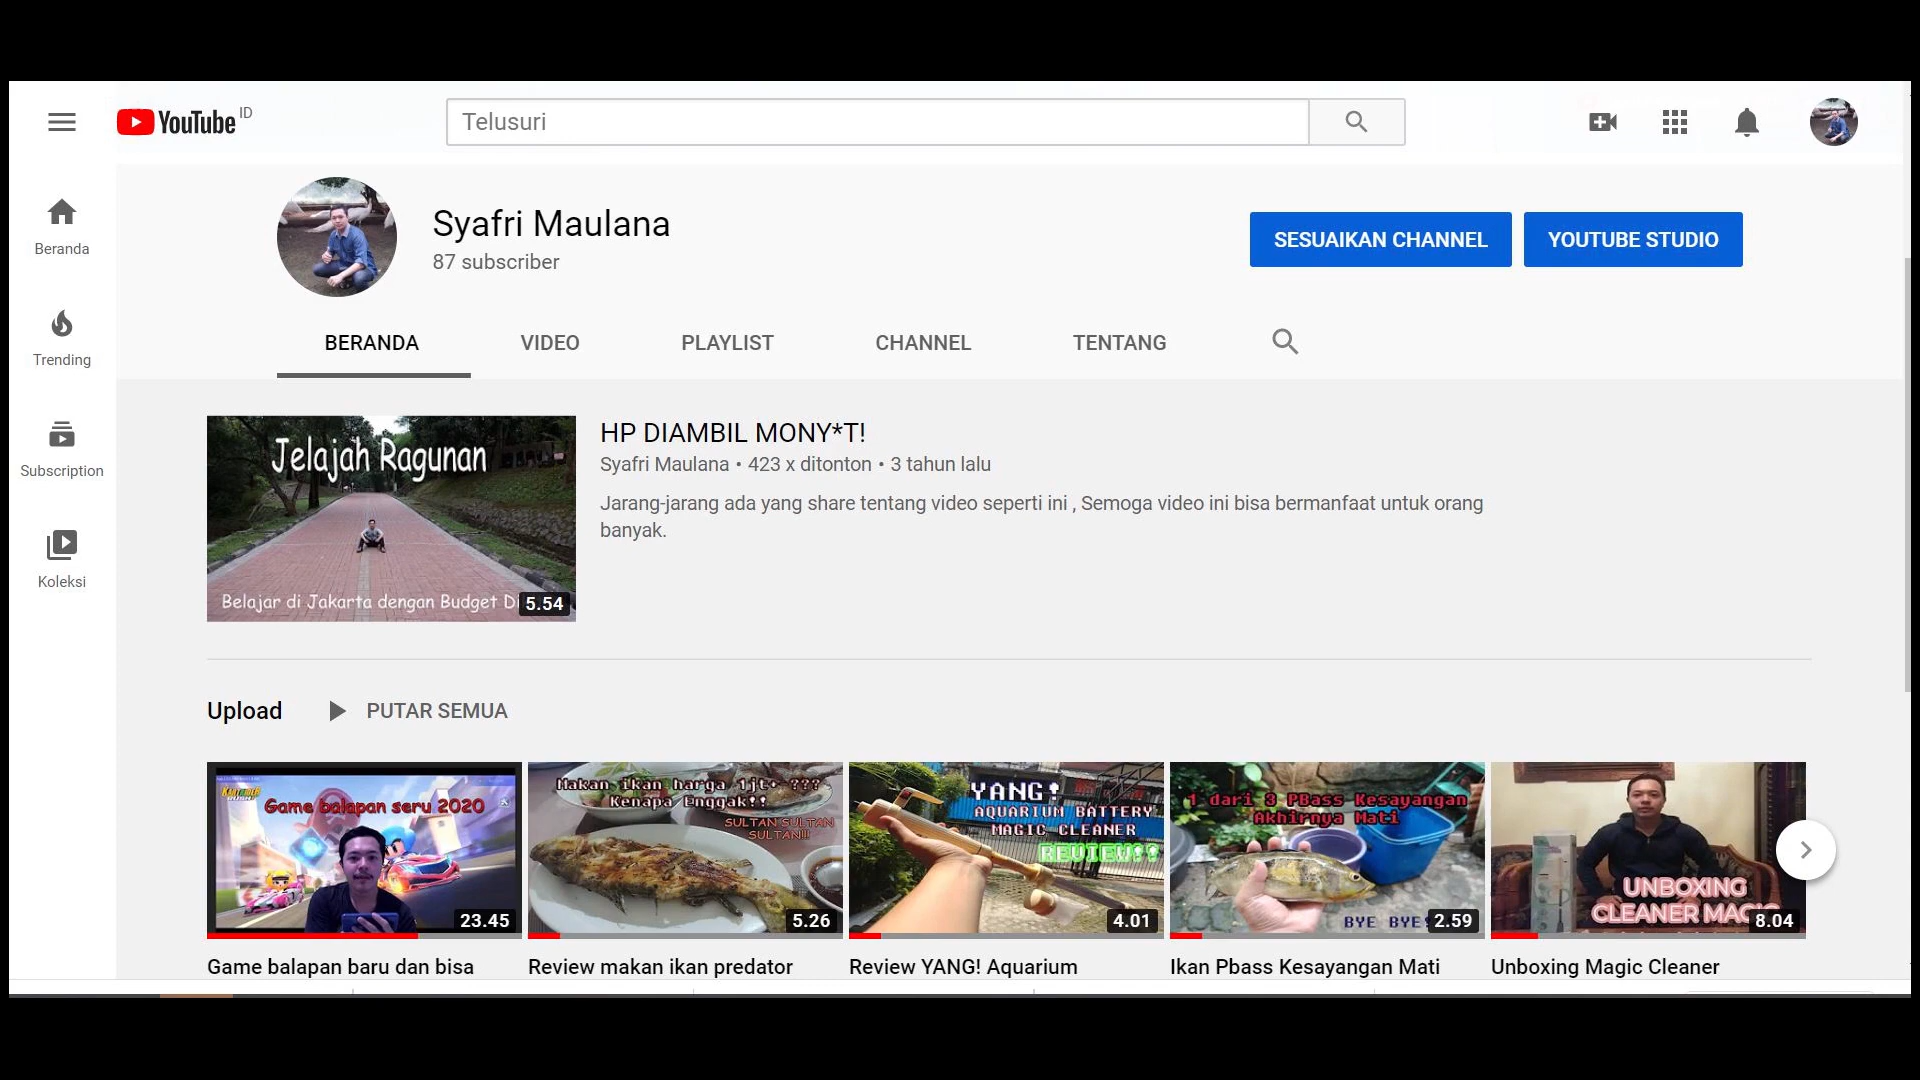 YouTube ID
Telusuri
Beranda
Trending
Subscription
Koleksi
Syafri Maulana
87 subscriber
SESUAIKAN CHANNEL
YOUTUBE STUDIO
BERANDA
VIDEO
PLAYLIST
CHANNEL
TENTANG
Jelajah Ragunan
Belajar di Jakarta dengan Budget
5.54
HP DIAMBIL MONY*T!
Syafri Maulana • 423 x ditonton • 3 tahun lalu
Jarang-jarang ada yang share tentang video seperti ini , Semoga video ini bisa bermanfaat untuk orang
banyak.
Upload
PUTAR SEMUA
Game balapan seru 2020
23.45
Game balapan baru dan bisa
Makan ikan harga 1jt+ ???
Kenapa Enggak!!
SULTAN SULTAN
SULTAN!!!
5.26
Review makan ikan predator
YANG!
AQUARIUM BATTERY
MAGIC CLEANER
REVIEW!!
4.01
Review YANG! Aquarium
1 dari 3 PBass Kesayangan
Akhirnya Mati
BYE BYE!
2.59
Ikan Pbass Kesayangan Mati
UNBOXING
CLEANER MAGIC
8.04
Unboxing Magic Cleaner